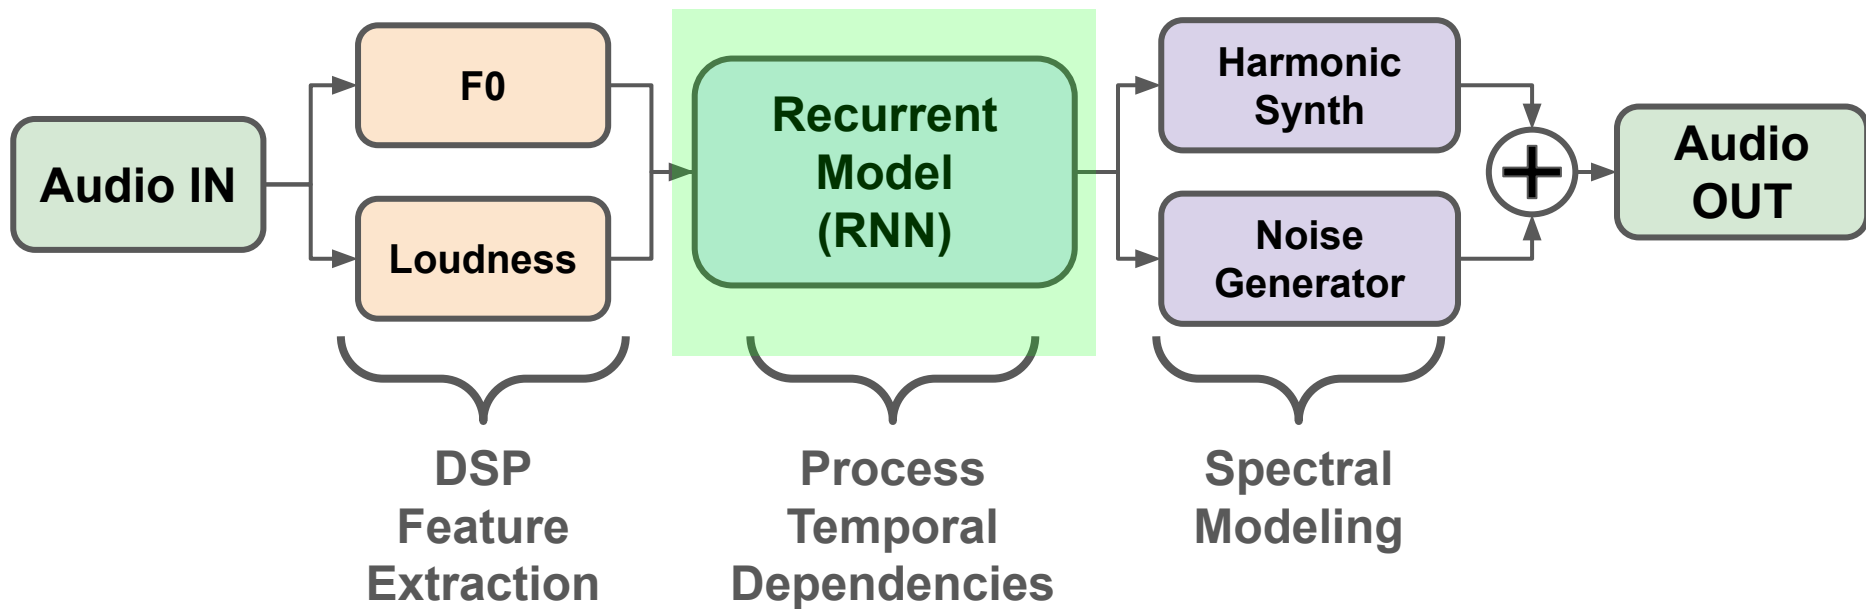 Audio IN
F0
Loudness
Recurrent
Model
(RNN)
Harmonic
Synth
Noise
Generator
Audio
OUT
DSP
Feature
Extraction
Process
Temporal
Dependencies
Spectral
Modeling